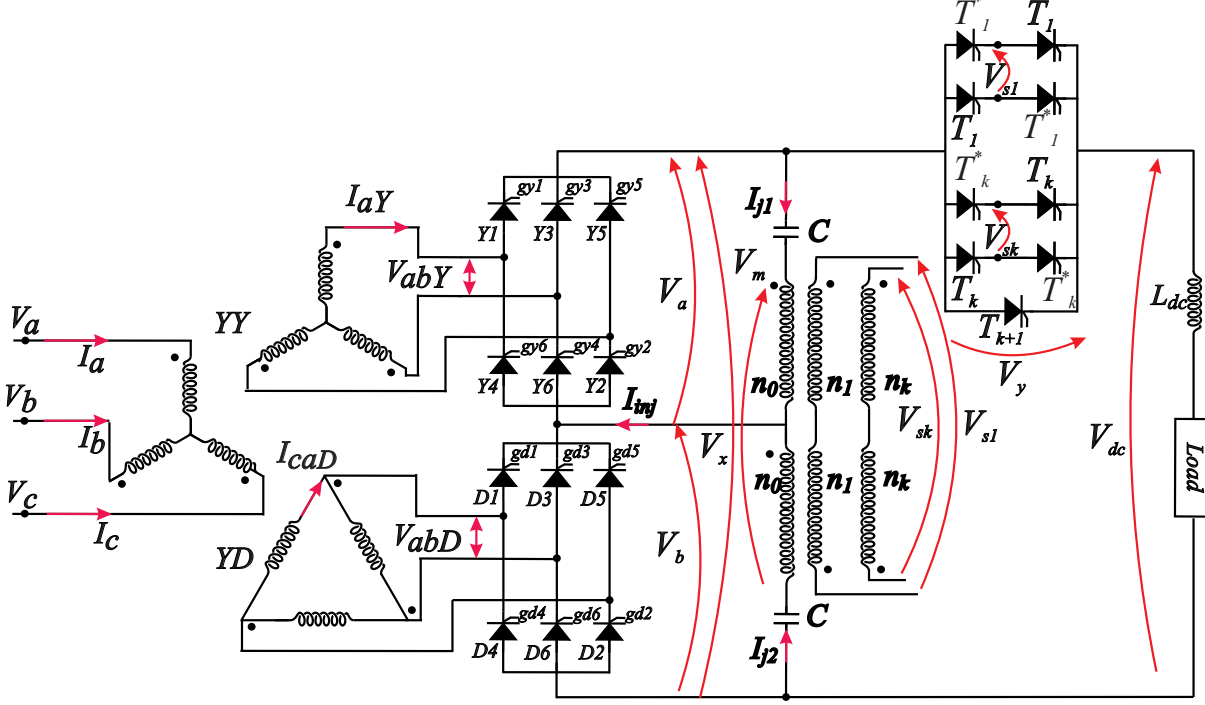 T*1 T1
Vs1
T1 T*1
T*k Tk
Vsk
Tk T*k
Tk+1
Vy
IaY
gy1 gy3 gy5
Y1 Y3 Y5
VabY
YY
gy6 gy4 gy2
Y4 Y6 Y2
Va
Ia
Vb
Ib
Vc
Ic
Iinj
ICaD
gd1 gd3 gd5
D1 D3 D5
VabD
YD
gd4 gd6 gd2
D4 D6 D2
Ij1
C
Vm
Va
n0 n1 nk
Vx
Vsk Vs1
n0 n1 nk
Vb
C
Ij2
Ldc
Vdc
Load